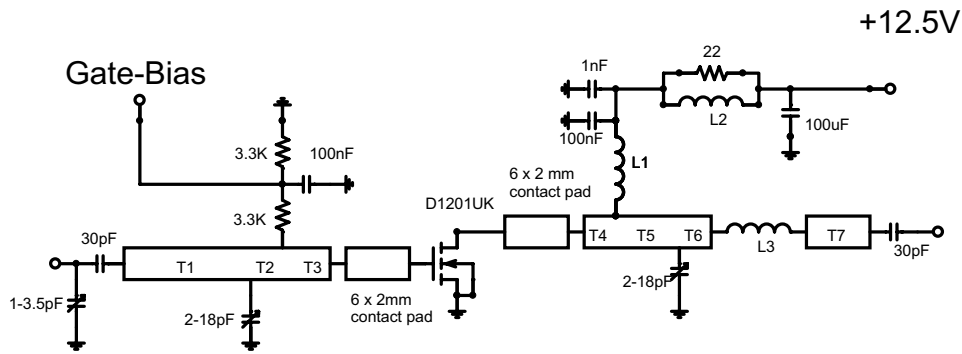 +12.5V
22
Gate-Bias
1nF
L2
100uF
100nF
3.3K
100nF
L1
6 x 2 mm
contact pad
3.3K
D1201UK
30pF
T1
T2
T3
T4
T5
T6
L3
T7
30pF
1-3.5pF
2-18pF
6 x 2mm
contact pad
2-18pF